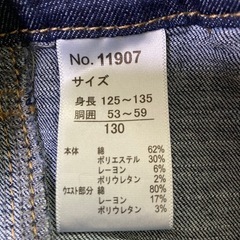 No. 11907
サイズ
身長 125~135
胴囲 53~59
130
本体 綿 62%
ポリエステル 30%
レーヨン 6%
ポリウレタン 2%
ウエスト部分 綿 80%
レーヨン 17%
ポリウレタン 3%